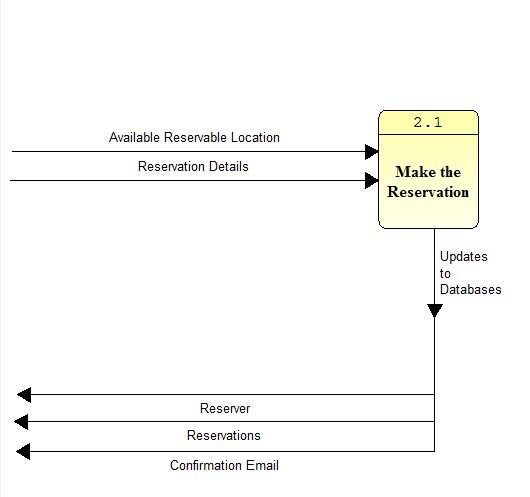 2.1
Available Reservable Location
Reservation Details
Make the
Reservation
Updates
to
Databases
Reserver
Reservations
Confirmation Email